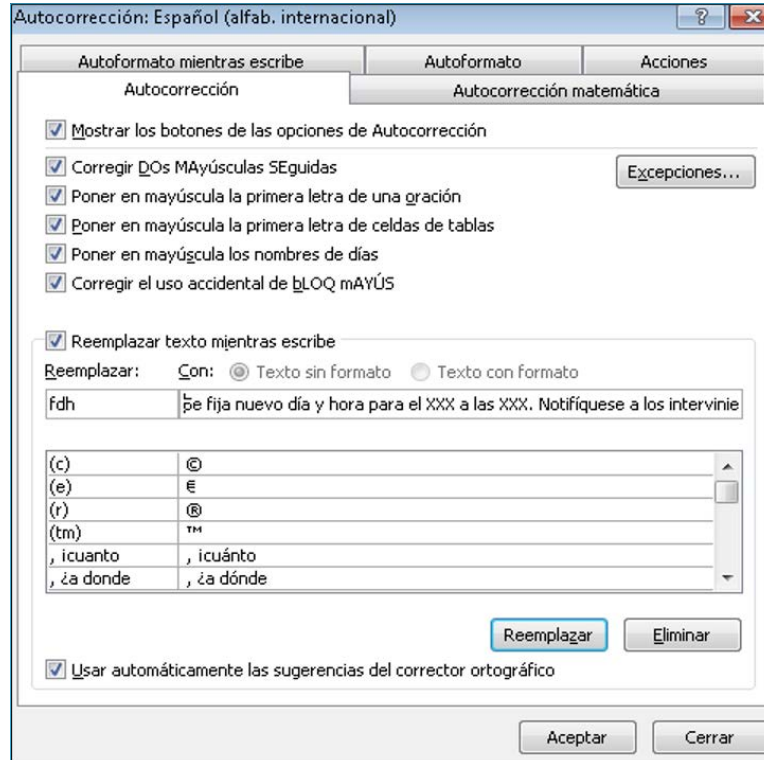 Autocorrección: Español (alfab. internacional)
Autoformato mientras escribe Autoformato Acciones
Autocorrección Autocorrección matemática
Mostrar los botones de las opciones de Autocorrección
Corregir DOs MAyúsculas SEguidas Excepciones...
Poner en mayúscula la primera letra de una oración
Poner en mayúscula la primera letra de celdas de tablas
Poner en mayúscula los nombres de días
Corregir el uso accidental de bLOQ mAYÚS
Reemplazar texto mientras escribe
Reemplazar: Con: Texto sin formato Texto con formato
fdh Se fija nuevo día y hora para el XXX a las XXX. Notifíquese a los intervinie
(c) ©
(e) €
(r) ®
(tm) ™
, ¡cuanto , ¡cuánto
, ¿a donde , ¿a dónde
Reemplazar Eliminar
Usar automáticamente las sugerencias del corrector ortográfico
Aceptar Cerrar